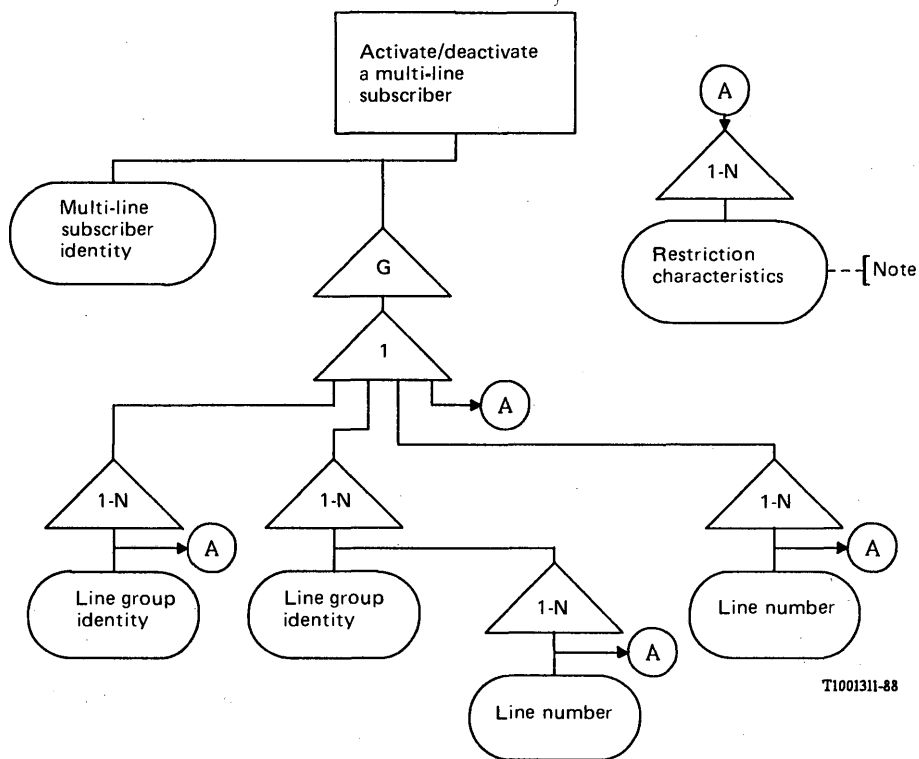 Activate/deactivate
a multi-line
subscriber
A
1-N
Multi-line
subscriber
identity
Restriction
characteristics
Note
G
1
A
1-N
1-N
1-N
A
A
Line group
identity
Line group
identity
1-N
Line number
A
T1001311-88
Line number